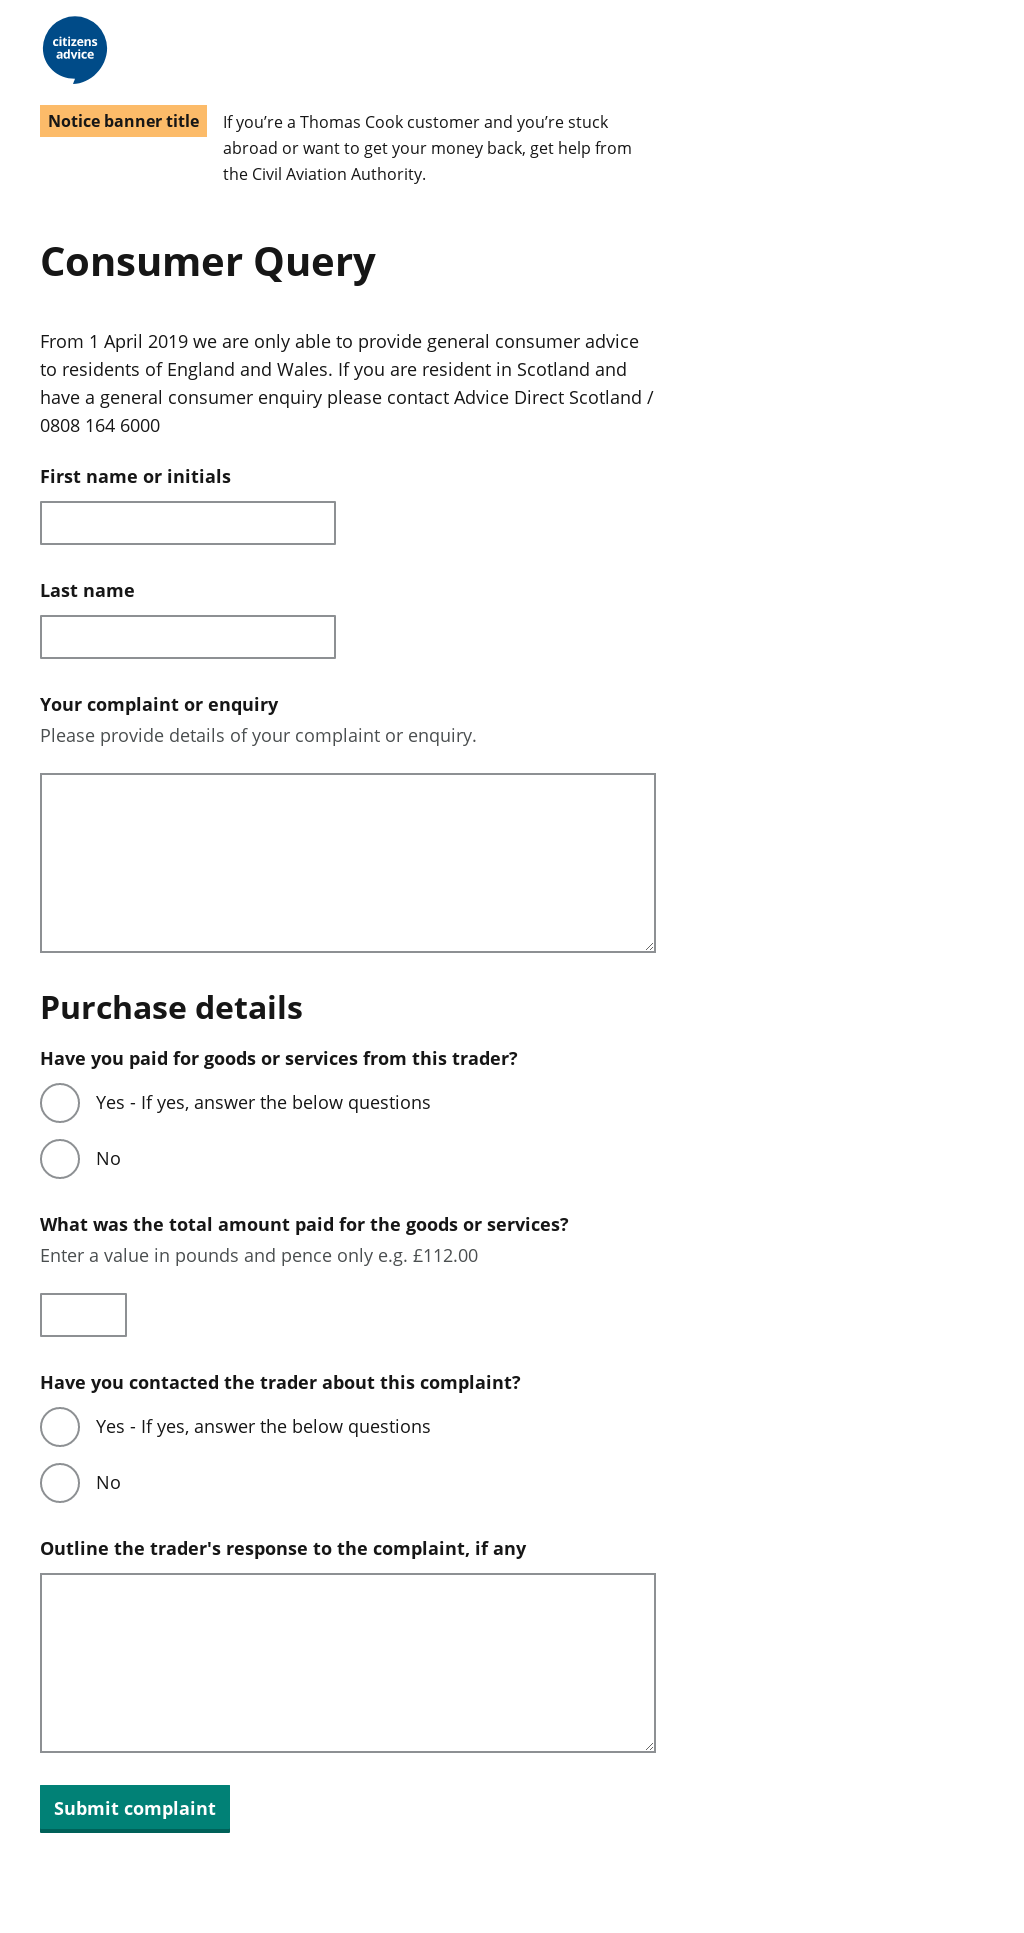 citizens
advice
Notice banner title
If you’re a Thomas Cook customer and you’re stuck
abroad or want to get your money back, get help from
the Civil Aviation Authority.
Consumer Query
From 1 April 2019 we are only able to provide general consumer advice
to residents of England and Wales. If you are resident in Scotland and
have a general consumer enquiry please contact Advice Direct Scotland /
0808 164 6000
First name or initials
Last name
Your complaint or enquiry
Please provide details of your complaint or enquiry.
Purchase details
Have you paid for goods or services from this trader?
Yes - If yes, answer the below questions
No
What was the total amount paid for the goods or services?
Enter a value in pounds and pence only e.g. £112.00
Have you contacted the trader about this complaint?
Yes - If yes, answer the below questions
No
Outline the trader's response to the complaint, if any
Submit complaint